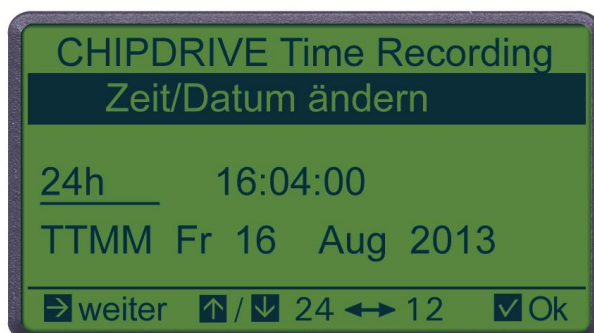 CHIPDRIVE Time Recording
Zeit/Datum ändern
24h 16:04:00
TTMM Fr 16 Aug 2013
→ weiter ↑ / ↓ 24 ↔ 12 ✓ Ok